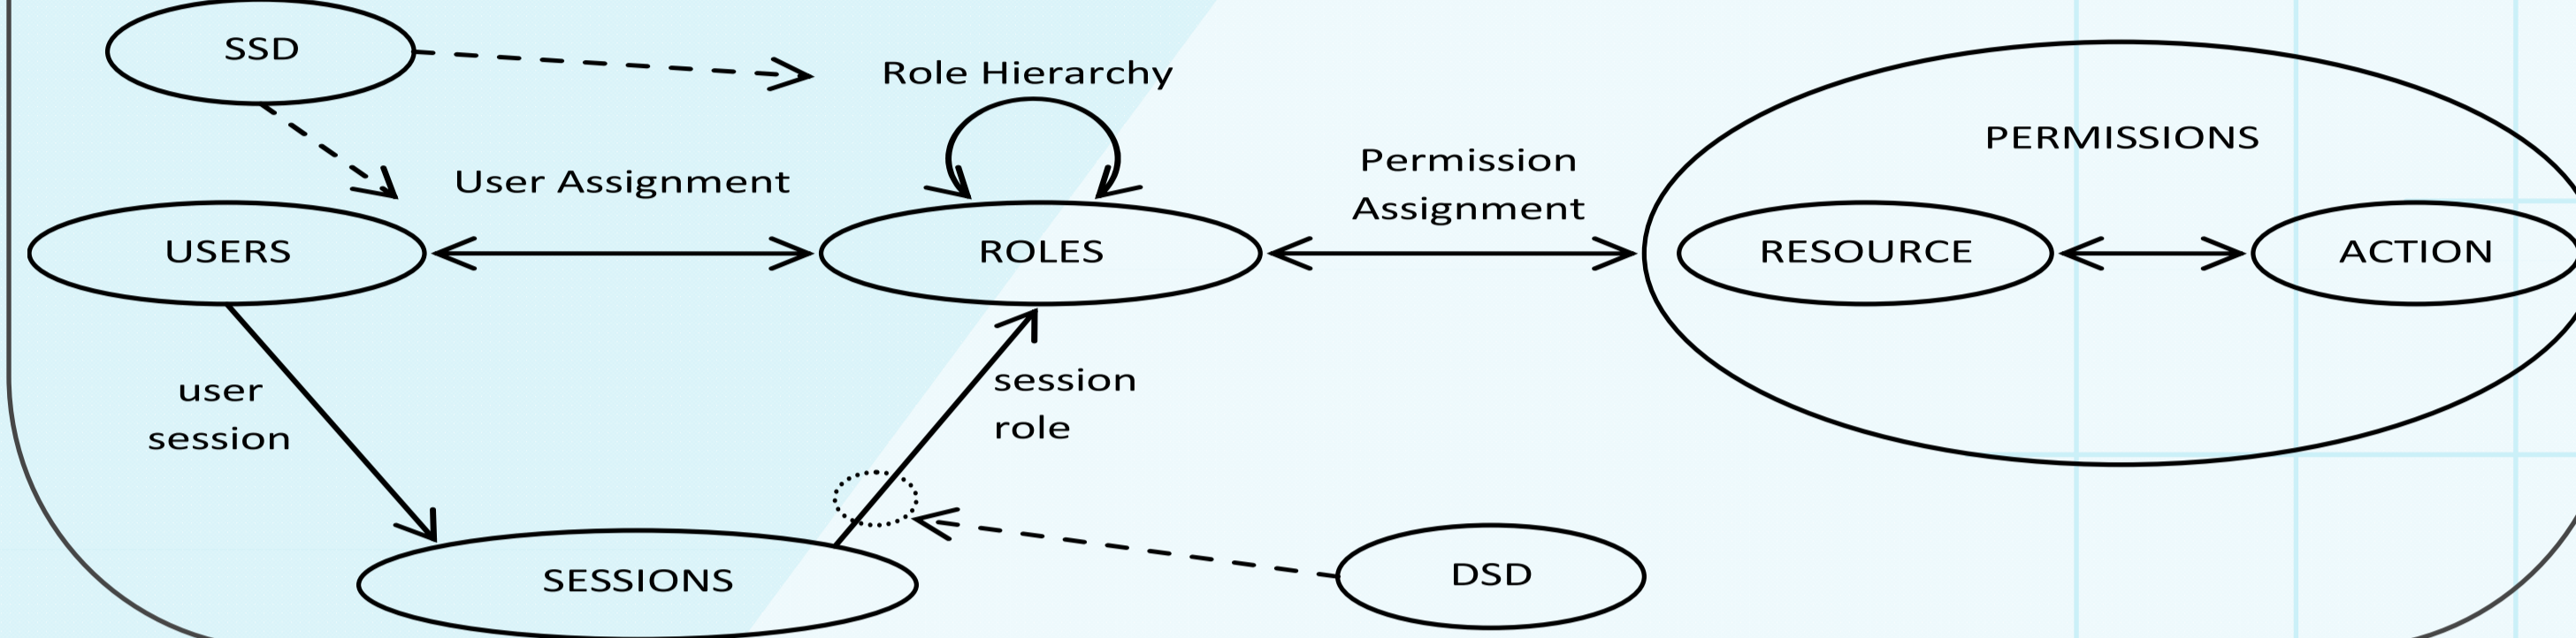 SSD
Role Hierarchy
User Assignment
Permission
Assignment
PERMISSIONS
USERS
ROLES
RESOURCE
ACTION
user
session
session
role
SESSIONS
DSD